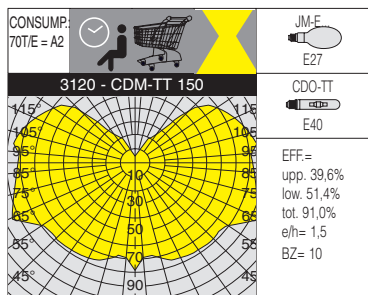 CONSUMP.
70T/E = A2
JM-E...
E27
3120 - CDM-TT 150
CDO-TT
E40
115° 115
105° 105
95° 95
85° 85
75° 75
65° 65
55° 55
45° 45
10
30
50
70
90
EFF.=
upp. 39,6%
low. 51,4%
tot. 91,0%
e/h= 1,5
BZ= 10